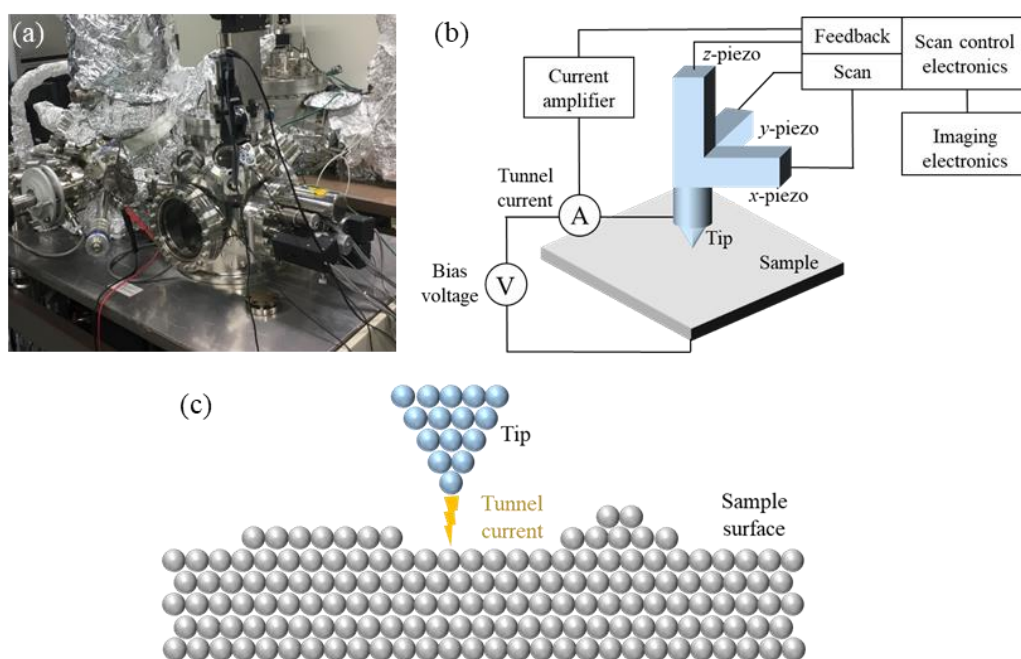 (a)
(b)
z-piezo
Feedback
Scan
Scan control
electronics
Current
amplifier
y-piezo
Imaging
electronics
Tunnel
current
A
x-piezo
Tip
Sample
Bias
voltage
V
(c)
Tip
Tunnel
current
Sample
surface